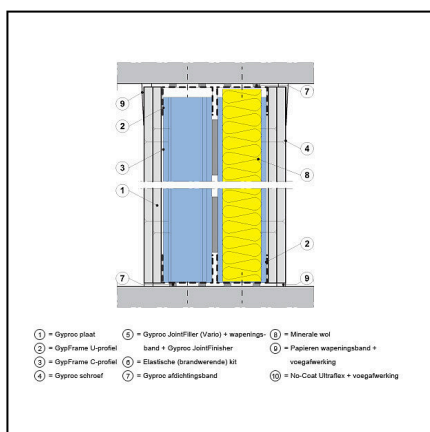 9
7
2
4
3
8
1
2
7
9
1 = Gyproc plaat
2 = GypFrame U-profiel
3 = GypFrame C-profiel
4 = Gyproc schroef
5 = Gyproc JointFiller (Vario) + wapenings-
band + Gyproc JointFinisher
6 = Elastische (brandwerende) kit
7 = Gyproc afdichtingsband
8 = Minerale wol
9 = Papieren wapeningsband +
voegafwerking
10 = No-Coat Ultraflex + voegafwerking